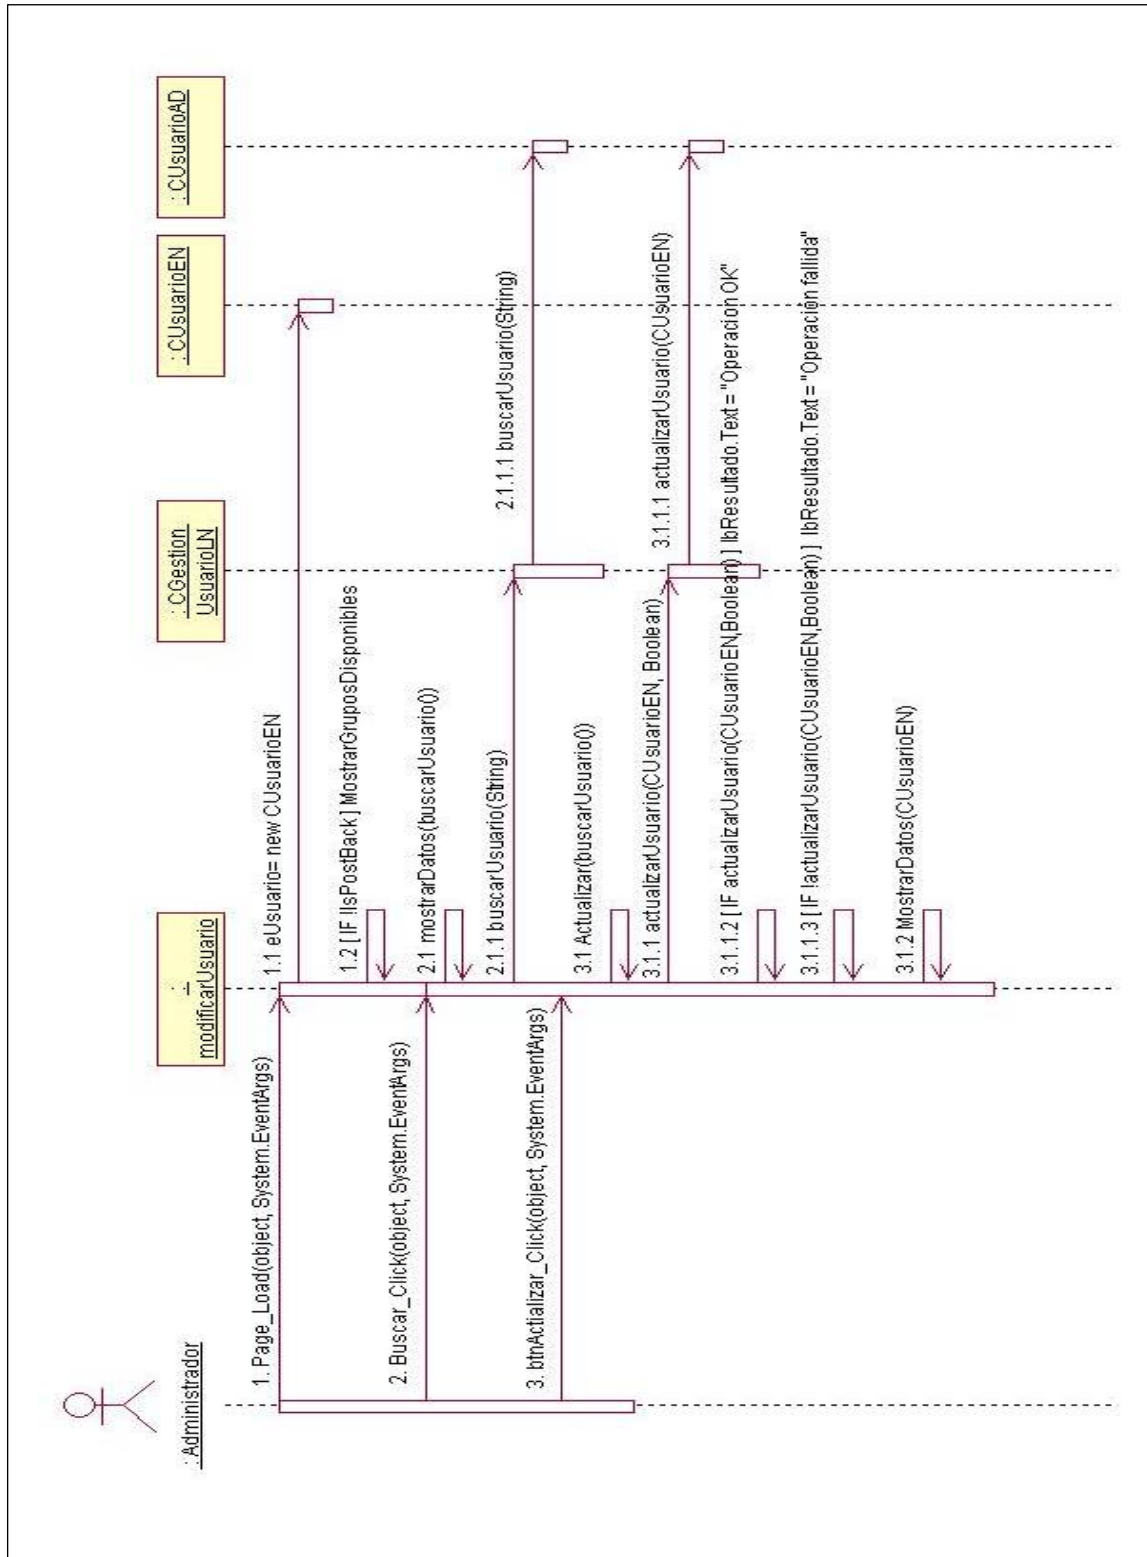 : Administrador
:
modificarUsuario
: CGestion
UsuarioLN
: CUsuarioEN
: CUsuarioAD
1. Page_Load(object, System.EventArgs)
1.1 eUsuario= new CUsuarioEN
1.2 [ IF !IsPostBack ] MostrarGruposDisponibles
2. Buscar_Click(object, System.EventArgs)
2.1 mostrarDatos(buscarUsuario())
2.1.1 buscarUsuario(String)
2.1.1.1 buscarUsuario(String)
3. btnActializar_Click(object, System.EventArgs)
3.1 Actualizar(buscarUsuario())
3.1.1 actualizarUsuario(CUsuarioEN, Boolean)
3.1.1.1 actualizarUsuario(CUsuarioEN)
3.1.1.2 [ IF actualizarUsuario(CUsuarioEN,Boolean) ] lbResultado.Text = "Operacion OK"
3.1.1.3 [ IF !actualizarUsuario(CUsuarioEN,Boolean) ] lbResultado.Text = "Operación fallida"
3.1.2 MostrarDatos(CUsuarioEN)